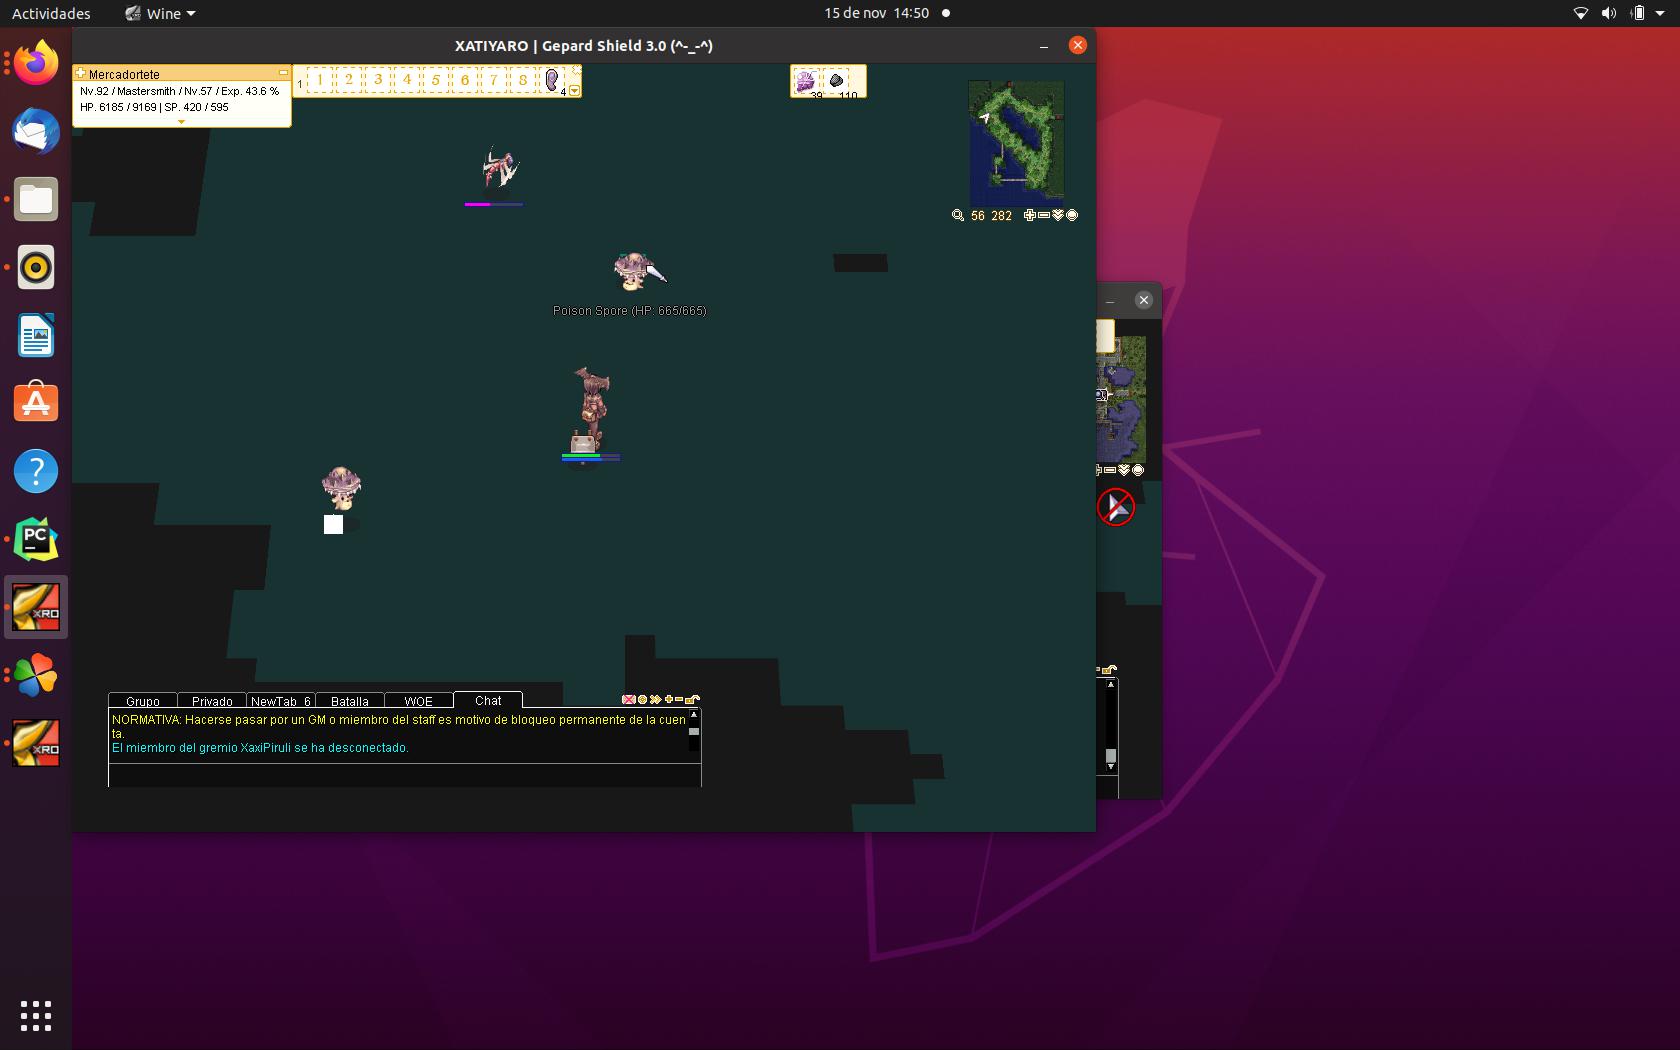 Actividades
Wine
15 de nov 14:50
XATIYARO | Gepard Shield 3.0 (^-_-^)
Mercadortete
Nv.92 / Mastersmith / Nv.57 / Exp. 43.6 %
HP. 6185 / 9169 | SP. 420 / 595
1 1 2 3 4 5 6 7 8 4
39 110
56 282
Poison Spore (HP: 665/665)
PC
XRO
XRO
Grupo Privado NewTab 6 Batalla WOE Chat
NORMATIVA: Hacerse pasar por un GM o miembro del staff es motivo de bloqueo permanente de la cuen
ta.
El miembro del gremio XaxiPiruli se ha desconectado.